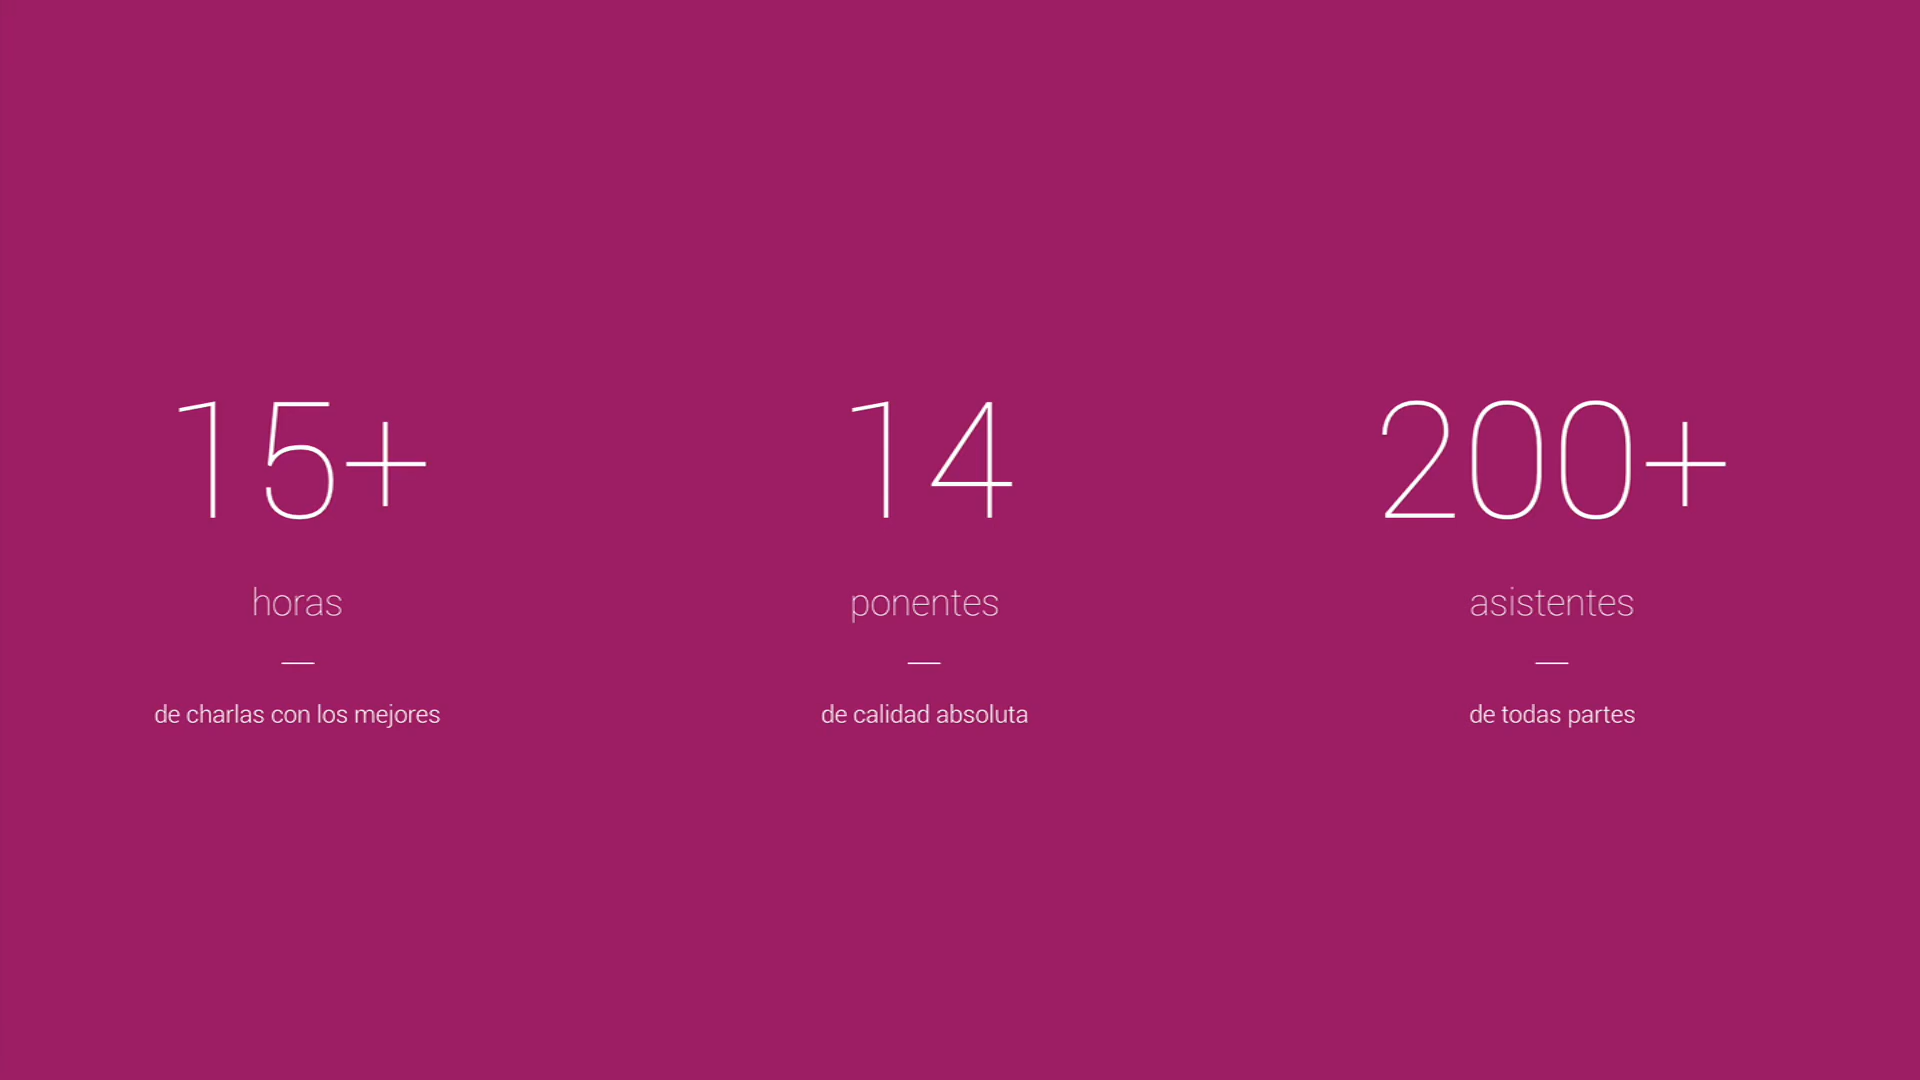 15+
horas
de charlas con los mejores
14
ponentes
de calidad absoluta
200+
asistentes
de todas partes